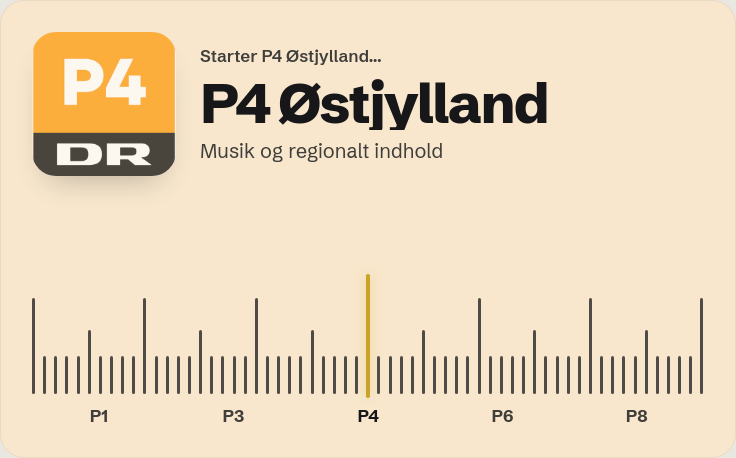 P4
DR
Starter P4 Østjylland...
P4 Østjylland
Musik og regionalt indhold
P1 P3 P4 P6 P8